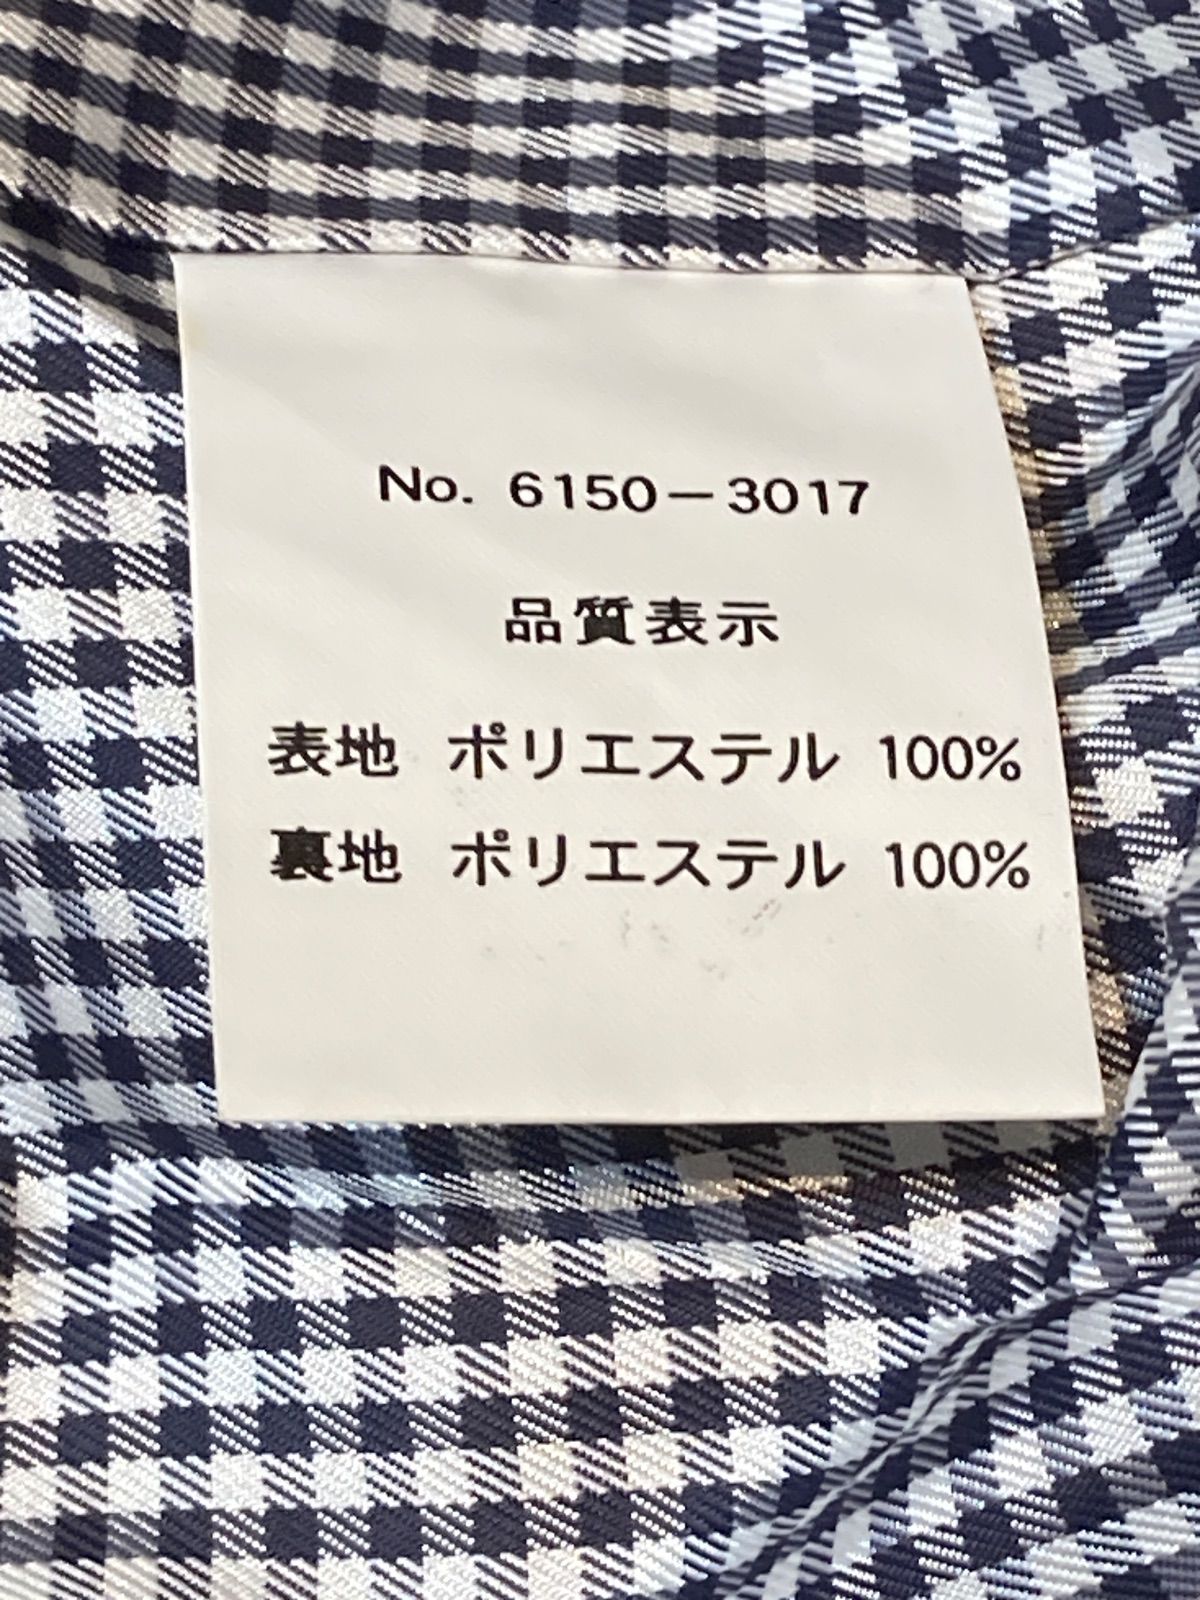 No. 6150－3017
品質表示
表地 ポリエステル 100%
裏地 ポリエステル 100%